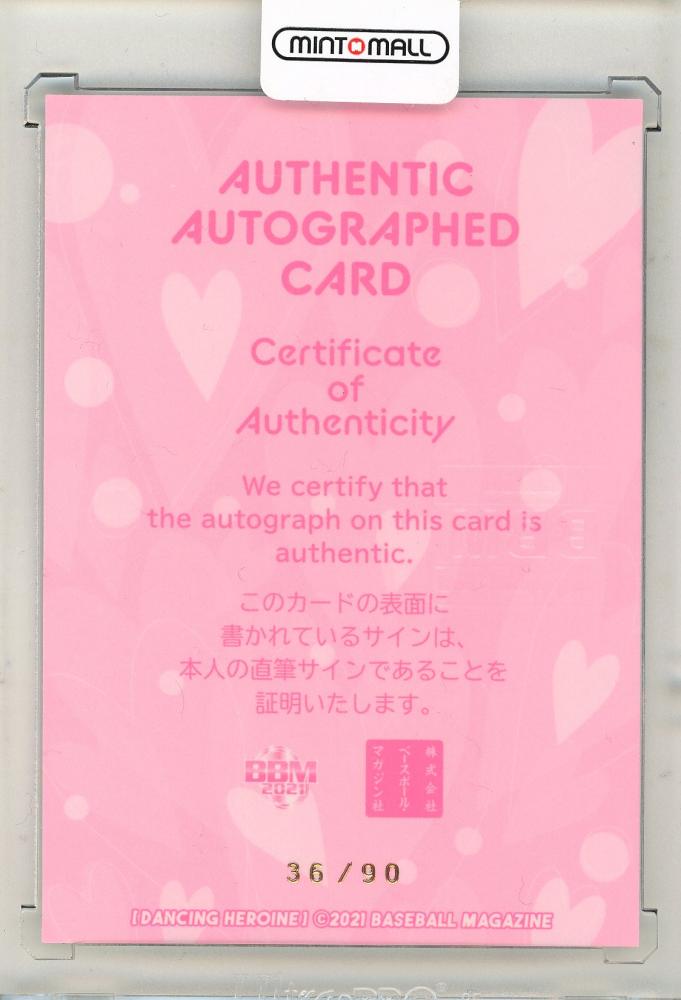 MINTOMALL
AUTHENTIC
AUTOGRAPHED
CARD
Certificate
of
Authenticity
We certify that
the autograph on this card is
authentic.
このカードの表面に
書かれているサインは、
本人の直筆サインであることを
証明いたします。
BBM
2021
株式会社
ベースボール・
マガジン社
36/90
[DANCING HEROINE] ©2021 BASEBALL MAGAZINE